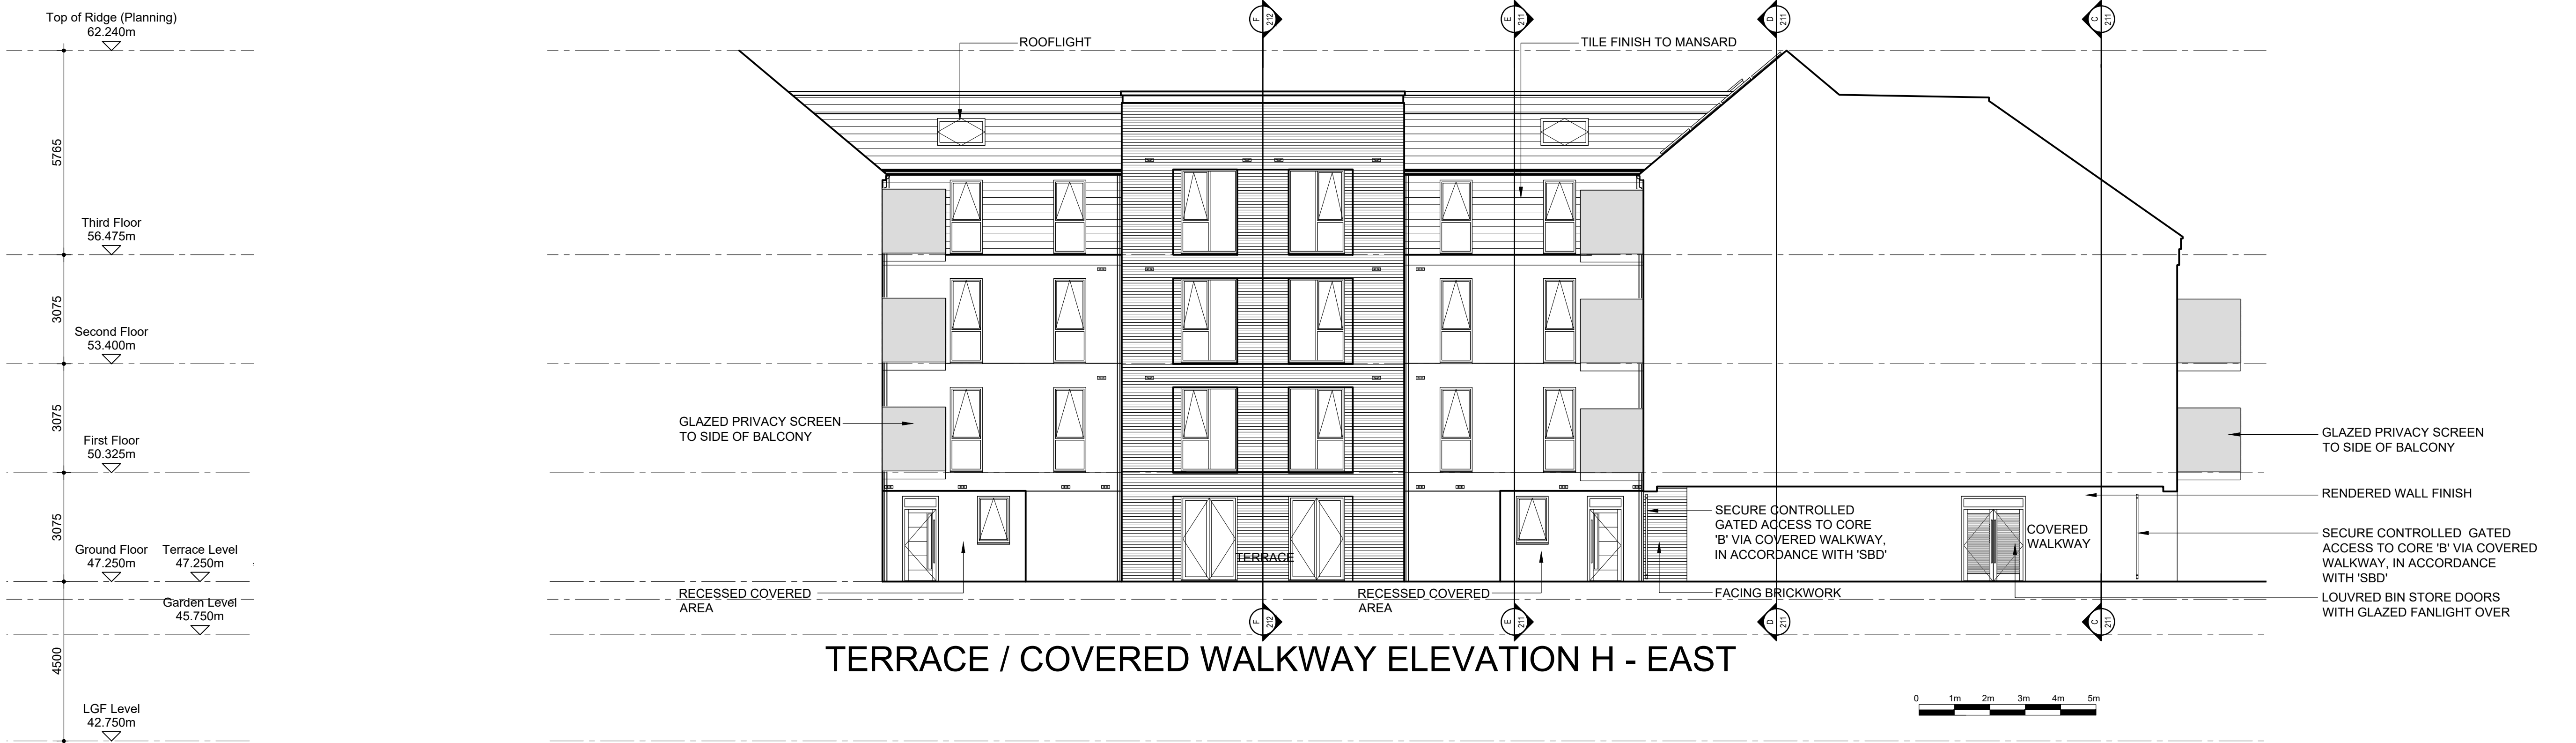 Top of Ridge (Planning)
62.240m
5765
Third Floor
56.475m
3075
Second Floor
53.400m
3075
First Floor
50.325m
3075
Ground Floor
47.250m
Terrace Level
47.250m
Garden Level
45.750m
4500
LGF Level
42.750m
F
212
E
211
D
211
C
211
ROOFLIGHT
TILE FINISH TO MANSARD
GLAZED PRIVACY SCREEN
TO SIDE OF BALCONY
GLAZED PRIVACY SCREEN
TO SIDE OF BALCONY
RENDERED WALL FINISH
SECURE CONTROLLED
GATED ACCESS TO CORE
'B' VIA COVERED WALKWAY,
IN ACCORDANCE WITH 'SBD'
COVERED
WALKWAY
SECURE CONTROLLED GATED
ACCESS TO CORE 'B' VIA COVERED
WALKWAY, IN ACCORDANCE
WITH 'SBD'
TERRACE
RECESSED COVERED
AREA
RECESSED COVERED
AREA
FACING BRICKWORK
LOUVRED BIN STORE DOORS
WITH GLAZED FANLIGHT OVER
F
212
E
211
D
211
C
211
TERRACE / COVERED WALKWAY ELEVATION H - EAST
0 1m 2m 3m 4m 5m